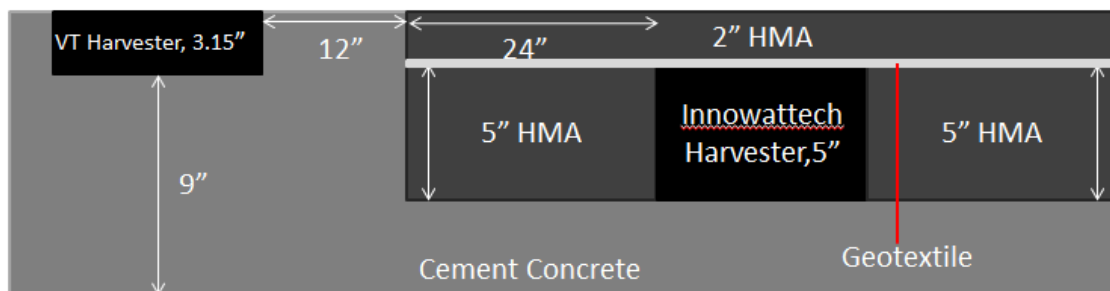 VT Harvester, 3.15”
12”
24”
2” HMA
5” HMA
Innowattech
Harvester,5”
5” HMA
9”
Cement Concrete
Geotextile